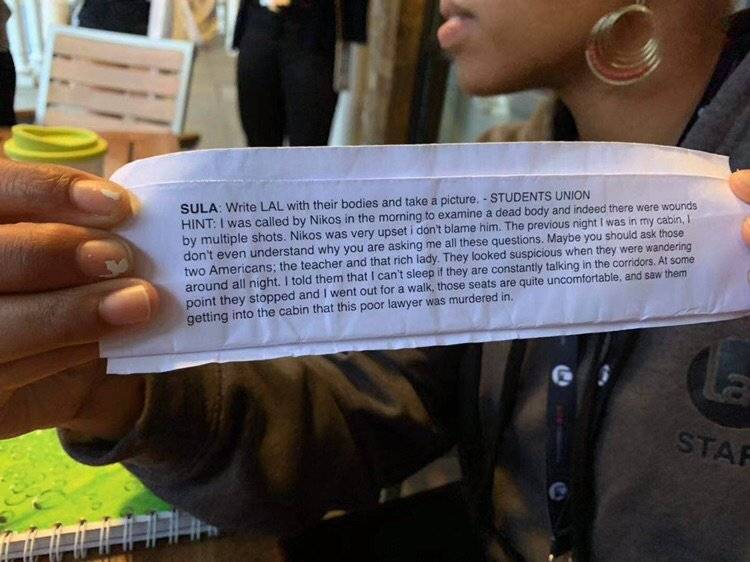 SULA: Write LAL with their bodies and take a picture. - STUDENTS UNION
HINT: I was called by Nikos in the morning to examine a dead body and indeed there were wounds
by multiple shots. Nikos was very upset i don't blame him. The previous night I was in my cabin, I
don't even understand why you are asking me all these questions. Maybe you should ask those
two Americans; the teacher and that rich lady. They looked suspicious when they were wandering
around all night. I told them that I can't sleep if they are constantly talking in the corridors. At some
point they stopped and I went out for a walk, those seats are quite uncomfortable, and saw them
getting into the cabin that this poor lawyer was murdered in.